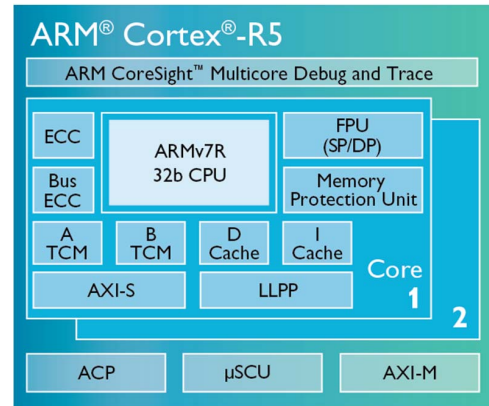 ARM® Cortex®-R5
ARM CoreSight™ Multicore Debug and Trace
ECC
ARMv7R
32b CPU
FPU
(SP/DP)
Bus
ECC
Memory
Protection Unit
A
TCM
B
TCM
D
Cache
I
Cache
Core
1
AXI-S
LLPP
2
ACP
µSCU
AXI-M